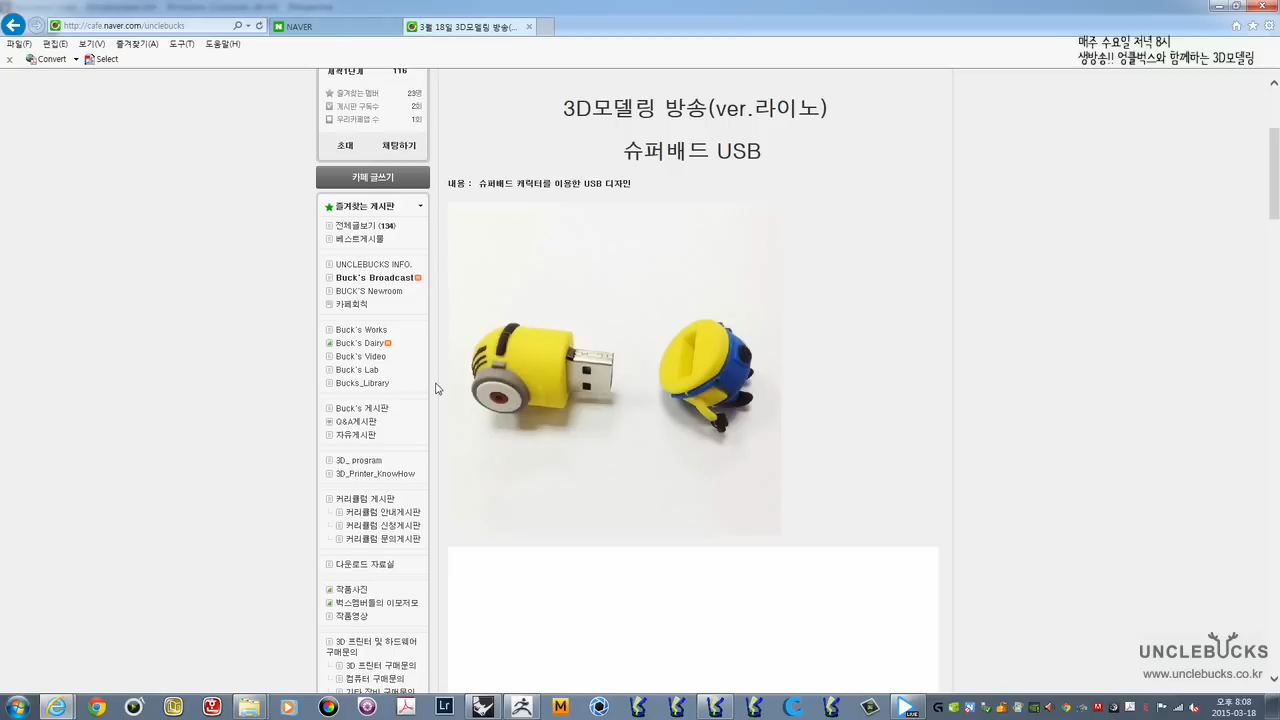 http://cafe.naver.com/unclebucks
NAVER
3월 18일 3D모델링 방송(...
파일(F) 편집(E) 보기(V) 즐겨찾기(A) 도구(T) 도움말(H)
Convert Select
매주 수요일 저녁 8시
생방송!! 엉클벅스와 함께하는 3D모델링
116
즐겨찾는 멤버 23명
게시판 구독수 2회
우리카페앱 수 1회
초대 채팅하기
카페 글쓰기
즐겨찾는 게시판
전체글보기 (134)
베스트게시물
UNCLEBUCKS INFO.
Buck's Broadcast
BUCK'S Newroom
카페회칙
Buck's Works
Buck's Dairy
Buck's Video
Buck's Lab
Bucks_Library
Buck's 게시판
Q&A게시판
자유게시판
3D_ program
3D_Printer_KnowHow
커리큘럼 게시판
커리큘럼 안내게시판
커리큘럼 신청게시판
커리큘럼 문의게시판
다운로드 자료실
작품사진
벅스멤버들의 이모저모
작품영상
3D 프린터 및 하드웨어
구매문의
3D 프린터 구매문의
컴퓨터 구매문의
기타 장비 구매문의
3D모델링 방송(ver.라이노)
슈퍼배드 USB
내용 : 슈퍼배드 캐릭터를 이용한 USB 디자인
UNCLEBUCKS
www.unclebucks.co.kr
Lr
LIVE
오후 8:08
2015-03-18